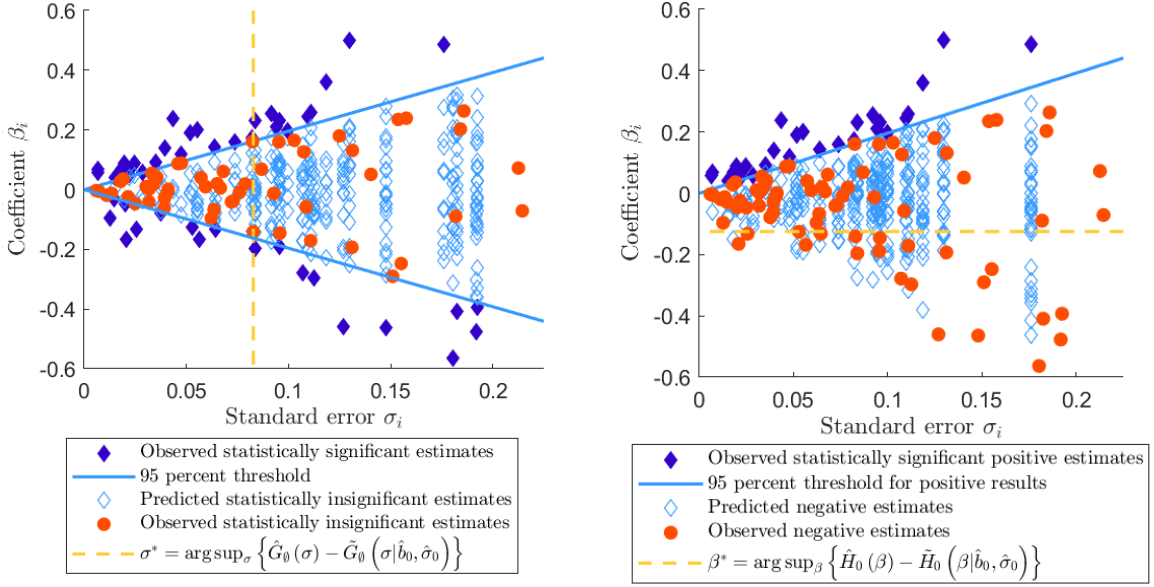 0.6
0.4
0.2
0
-0.2
-0.4
-0.6
Coefficient βᵢ
0 0.05 0.1 0.15 0.2
Standard error σᵢ
Observed statistically significant estimates
95 percent threshold
Predicted statistically insignificant estimates
Observed statistically insignificant estimates
σ* = arg sup_σ {Ĝ_∅ (σ) − G̃_∅ (σ|b̂₀, σ̂₀)}
0.6
0.4
0.2
0
-0.2
-0.4
-0.6
Coefficient βᵢ
0 0.05 0.1 0.15 0.2
Standard error σᵢ
Observed statistically significant positive estimates
95 percent threshold for positive results
Predicted negative estimates
Observed negative estimates
β* = arg sup_β {Ĥ₀ (β) − H̃₀ (β|b̂₀, σ̂₀)}